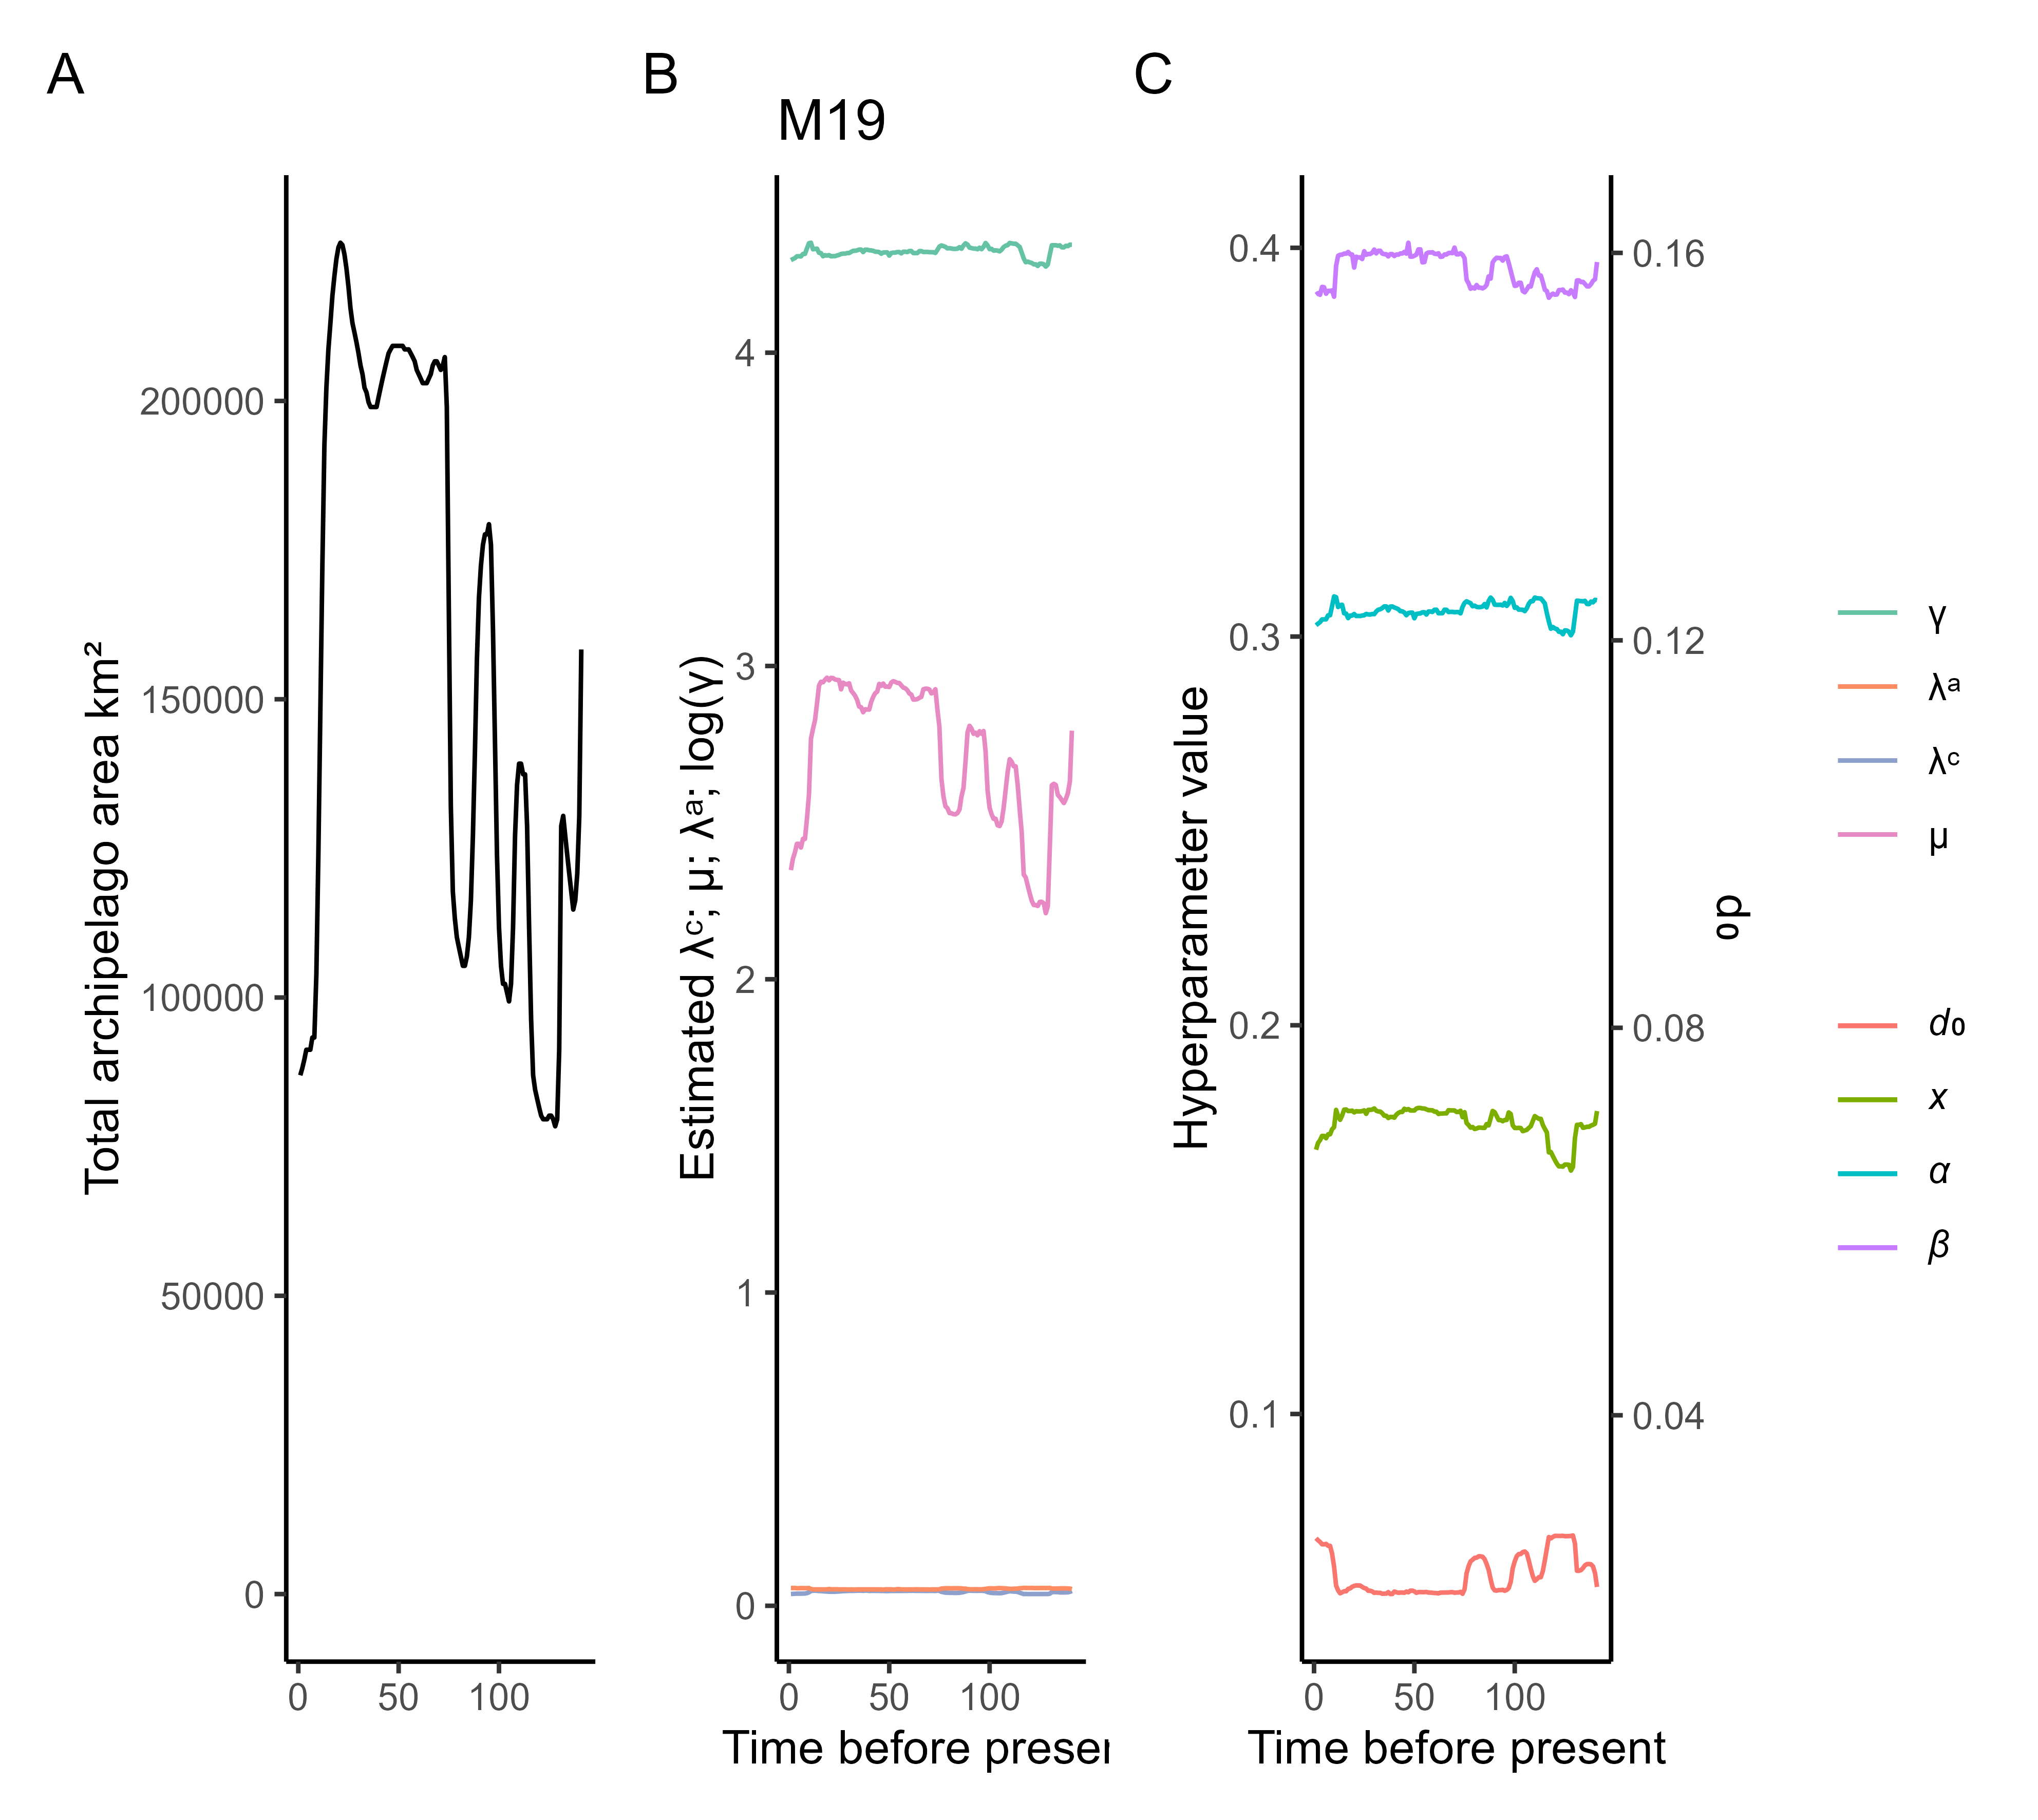 A
B
C
M19
Total archipelago area km²
200000
150000
100000
50000
0
0
50
100
Estimated λᶜ; µ; λᵃ; log(γ)
4
3
2
1
0
0
50
100
Time before presen
Hyperparameter value
0.4
0.3
0.2
0.1
0
50
100
Time before present
0.16
0.12
0.08
0.04
d₀
γ
λᵃ
λᶜ
µ
d₀
x
α
β